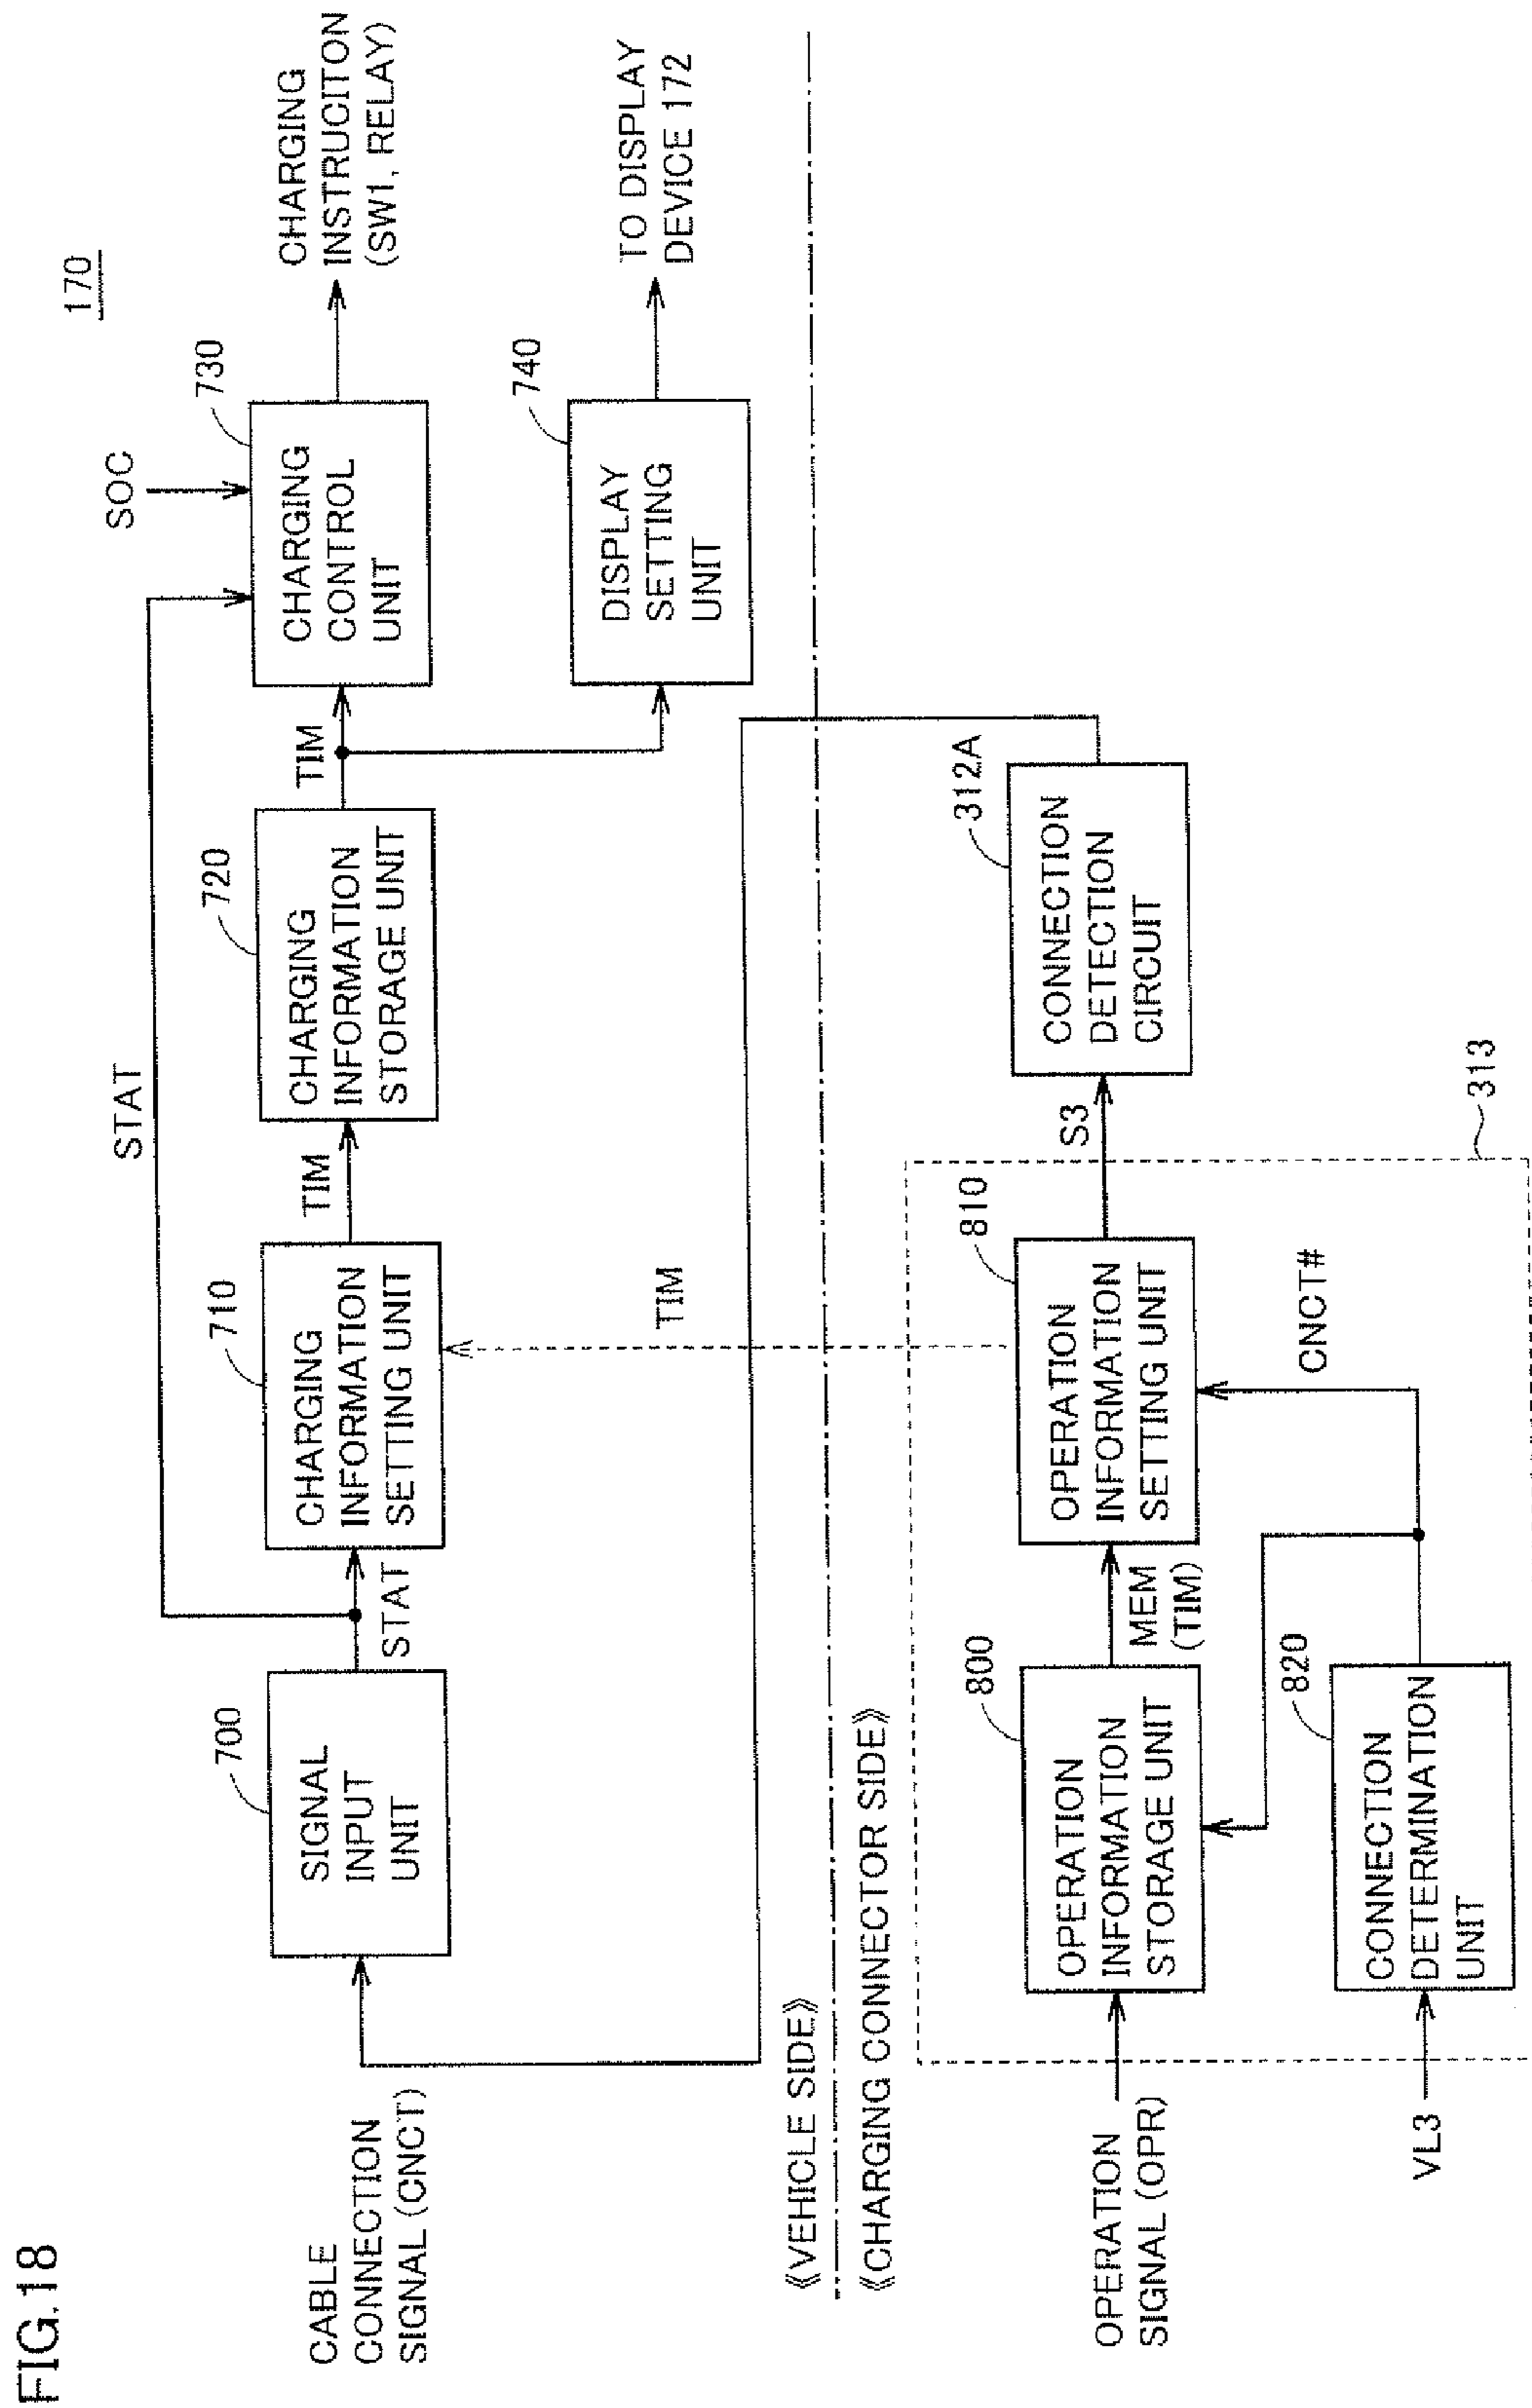 FIG.18
170
CABLE
CONNECTION
SIGNAL (CNCT)
700
SIGNAL
INPUT
UNIT
STAT
STAT
710
CHARGING
INFORMATION
SETTING UNIT
TIM
720
CHARGING
INFORMATION
STORAGE UNIT
TIM
SOC
730
CHARGING
CONTROL
UNIT
CHARGING
INSTRUCITON
(SW1, RELAY)
740
DISPLAY
SETTING
UNIT
TO DISPLAY
DEVICE 172
《VEHICLE SIDE》
《CHARGING CONNECTOR SIDE》
TIM
OPERATION
SIGNAL (OPR)
800
OPERATION
INFORMATION
STORAGE UNIT
MEM
(TIM)
810
OPERATION
INFORMATION
SETTING UNIT
S3
312A
CONNECTION
DETECTION
CIRCUIT
313
VL3
820
CONNECTION
DETERMINATION
UNIT
CNCT#